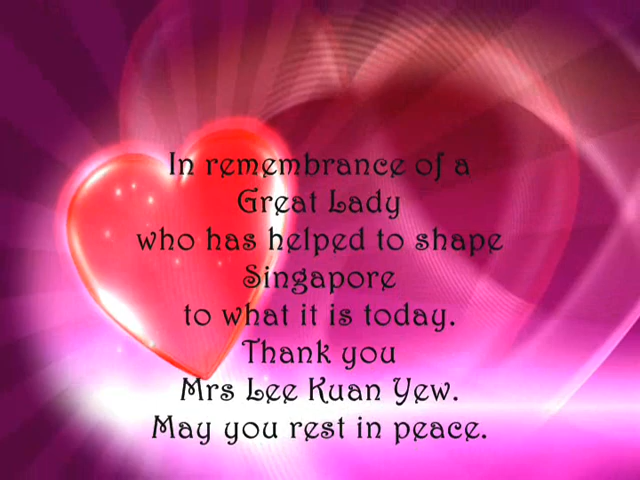 In remembrance of a
Great Lady
who has helped to shape
Singapore
to what it is today.
Thank you
Mrs Lee Kuan Yew.
May you rest in peace.